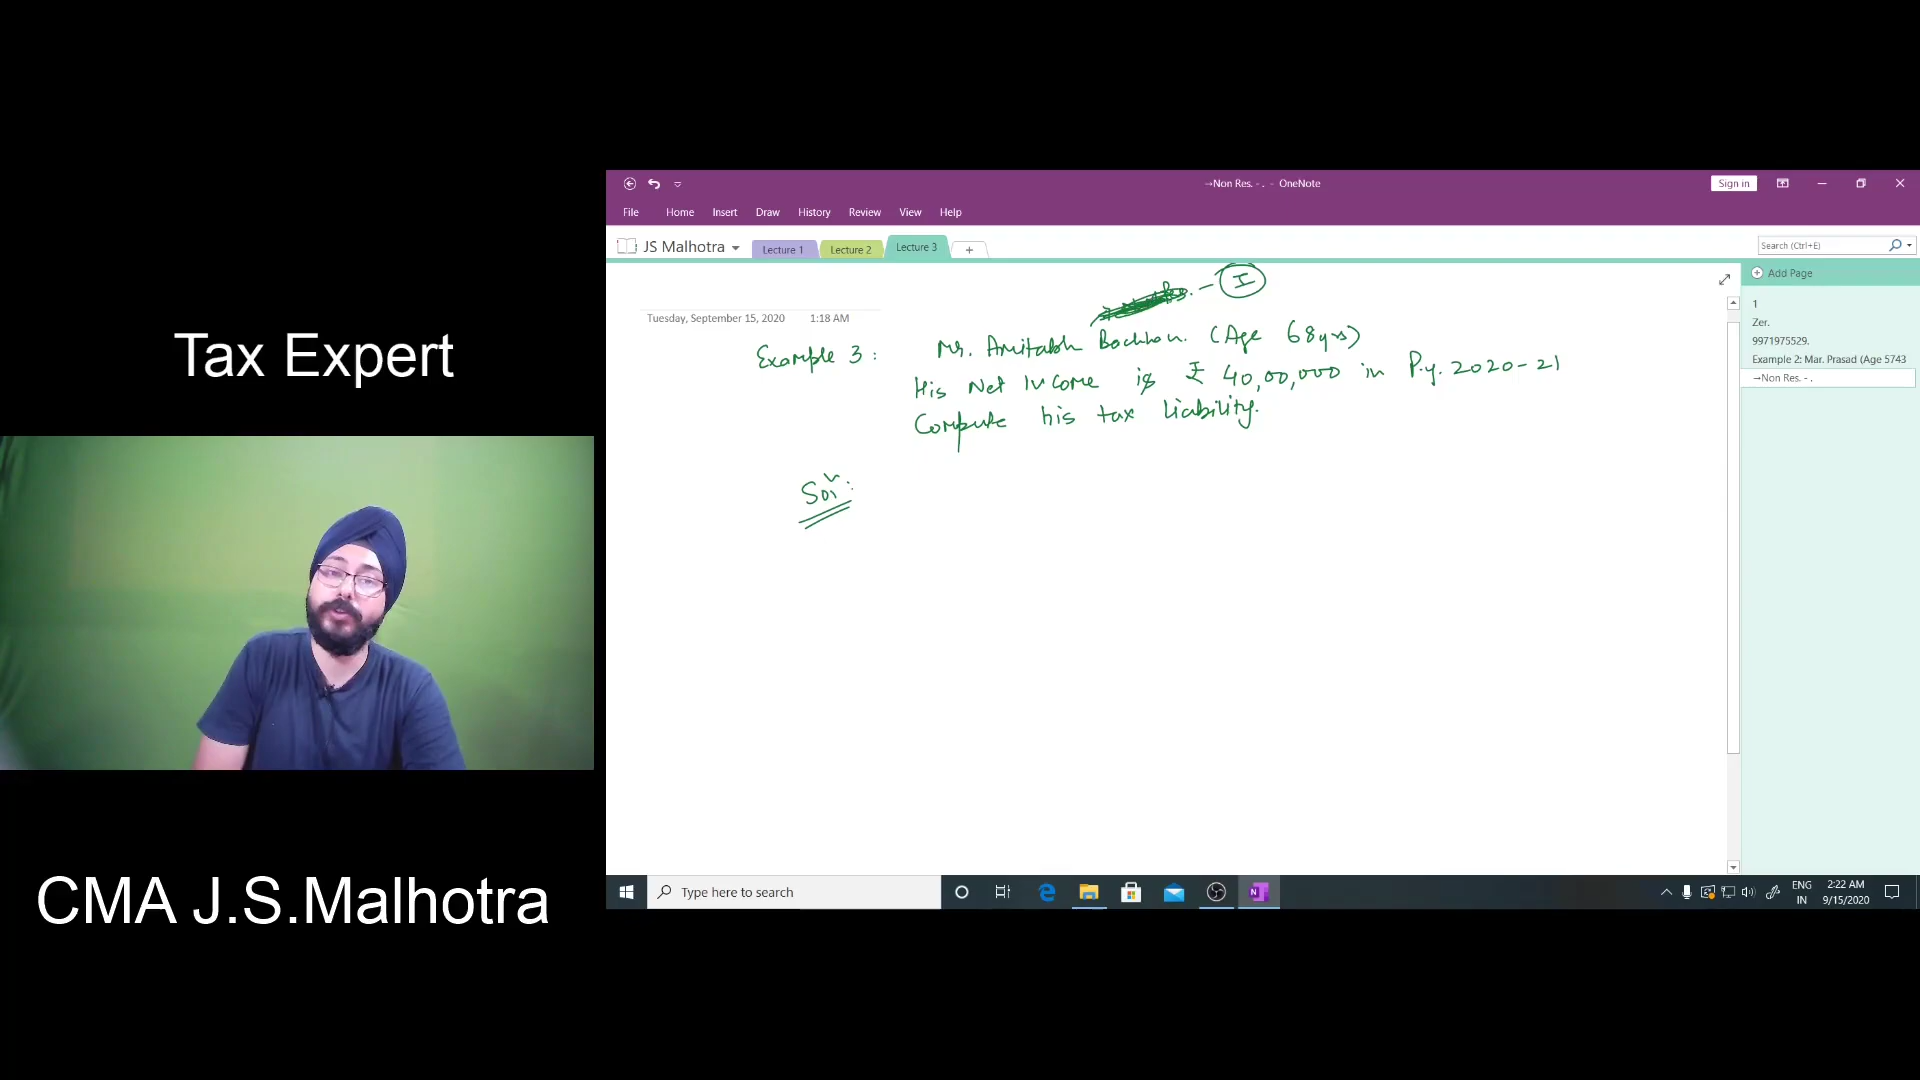 Tax Expert
CMA J.S.Malhotra
→Non Res. - . - OneNote
Sign in
File Home Insert Draw History Review View Help
JS Malhotra Lecture 1 Lecture 2 Lecture 3 +
Search (Ctrl+E)
Add Page
1
Zer.
9971975529.
Example 2: Mar. Prasad (Age 5743
→Non Res. - .
- I
Tuesday, September 15, 2020 1:18 AM
Example 3: Mr. Amitabh Bachhan. (Age 68yrs)
His Net Income is ₹ 40,00,000 in P.y. 2020-21
Compute his tax liability.
Soln:
Type here to search
ENG
IN
2:22 AM
9/15/2020